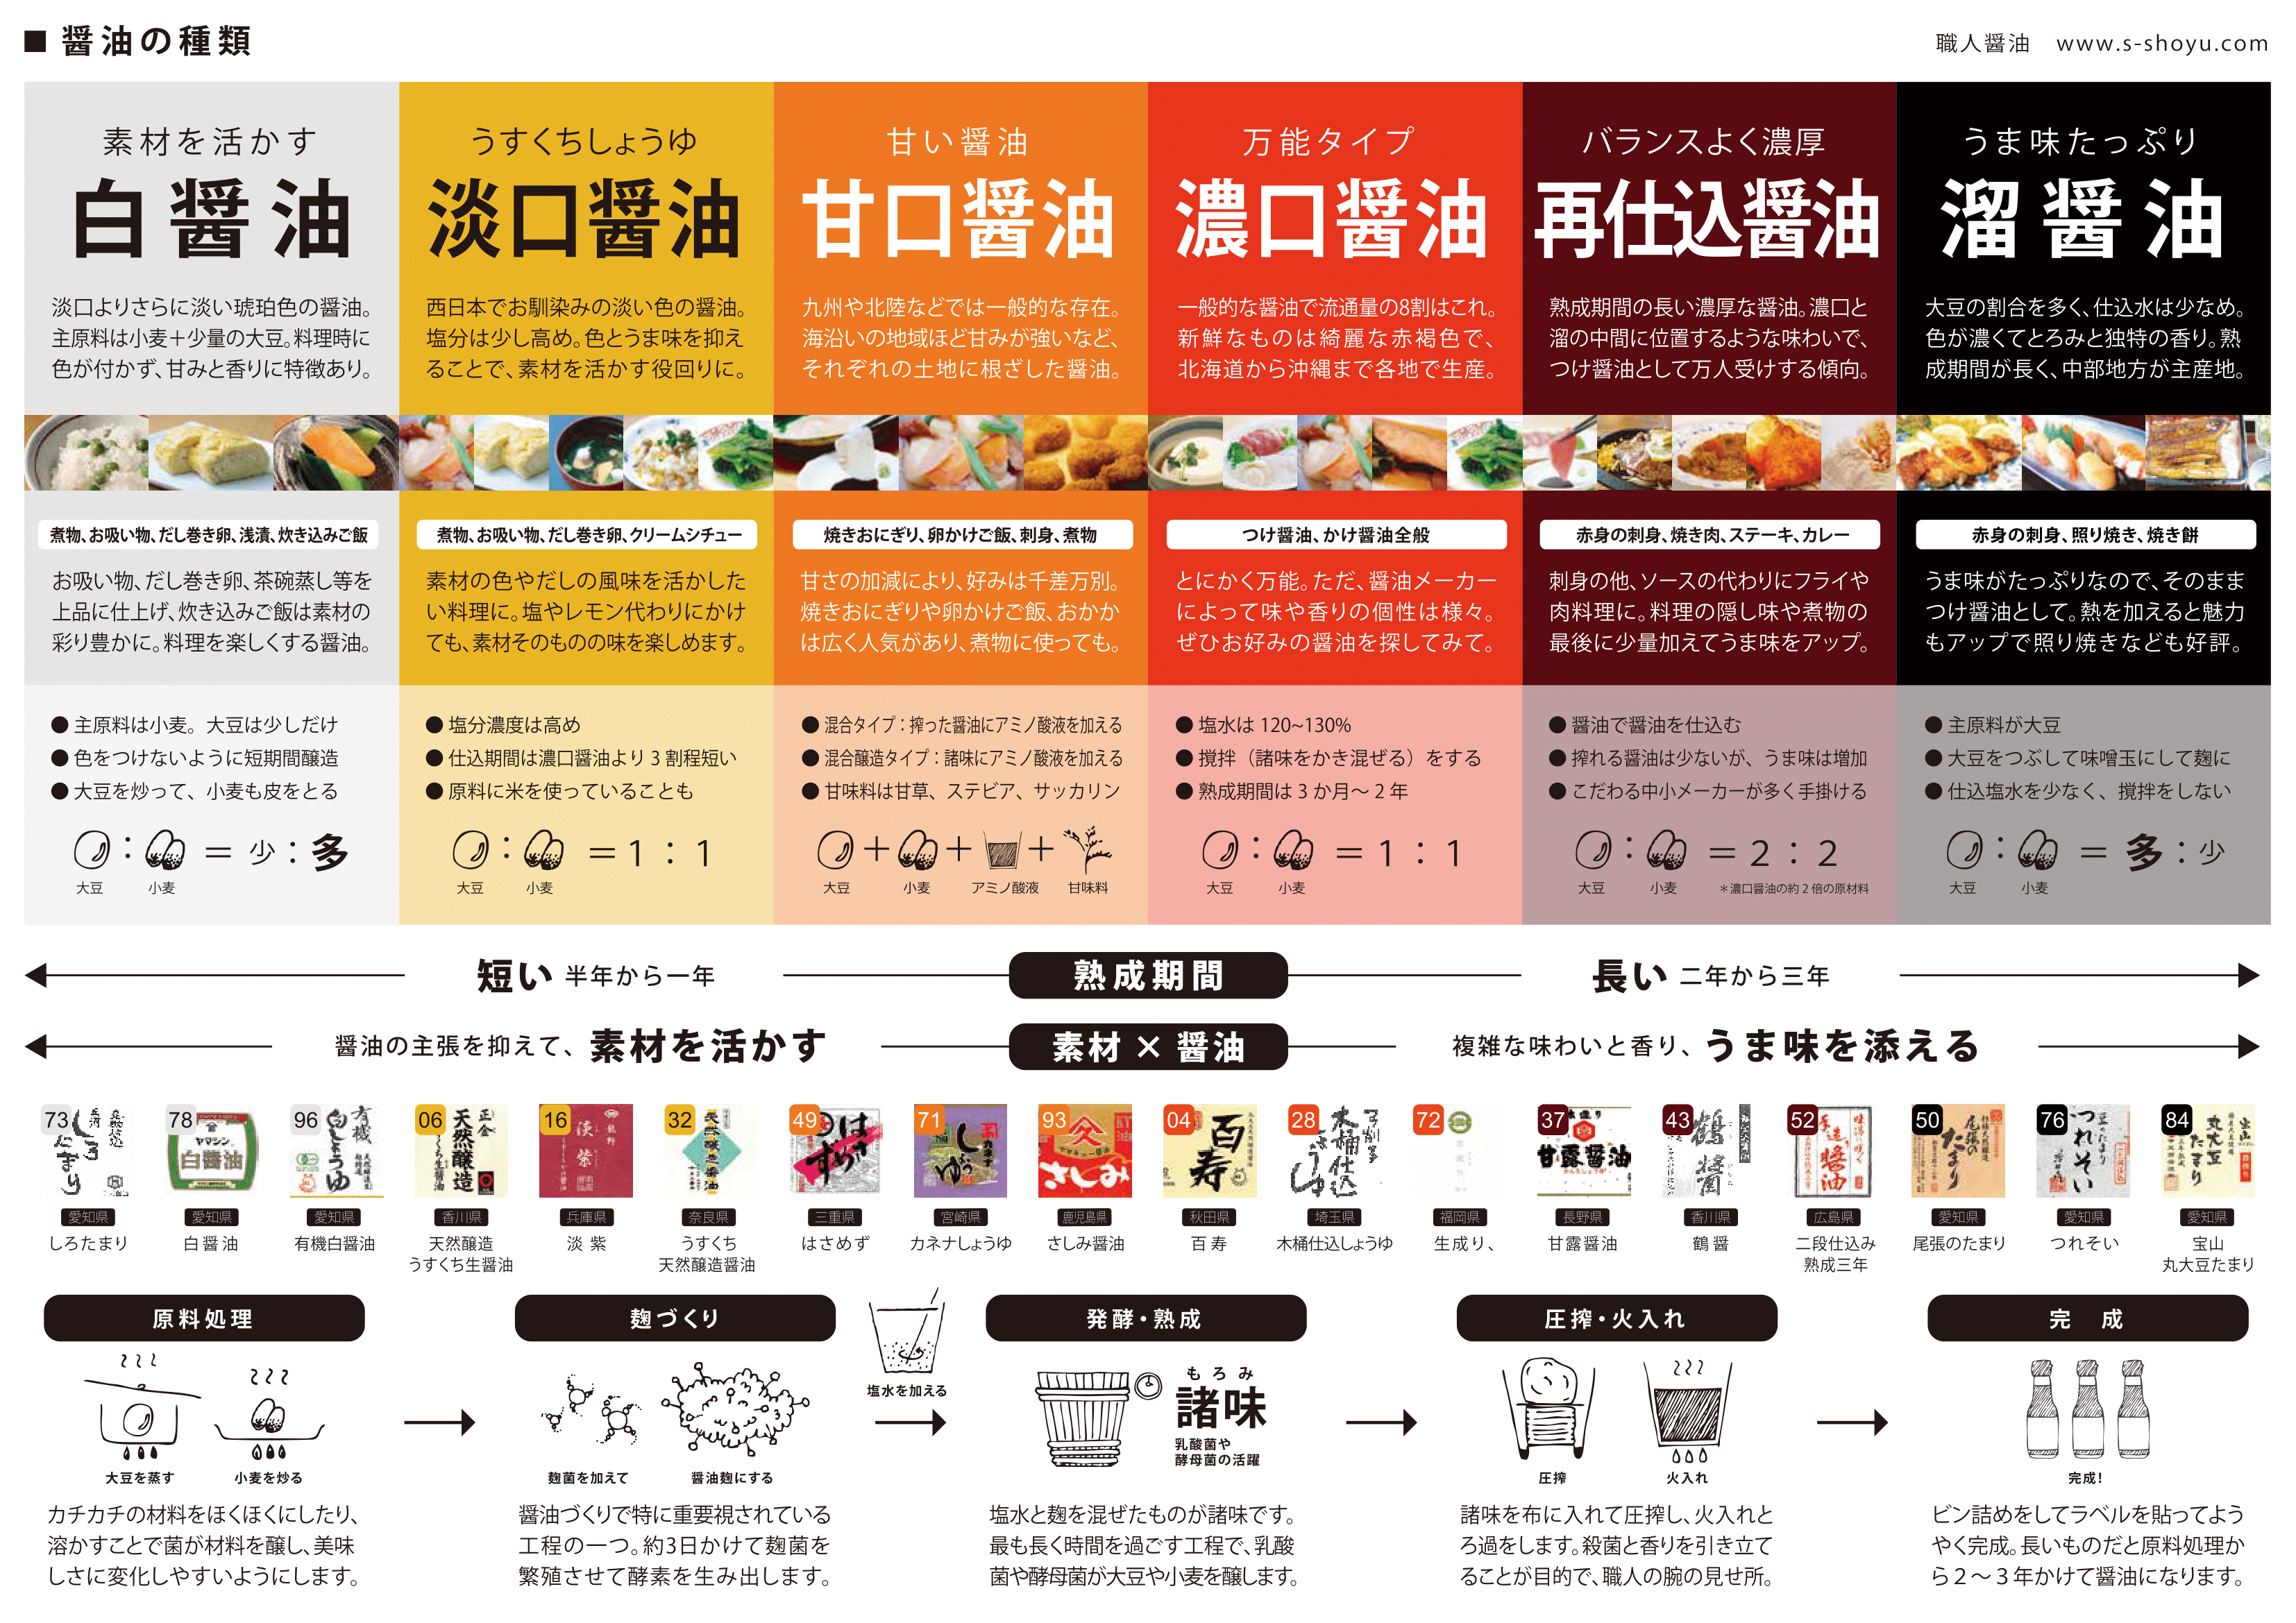 ■ 醤油の種類
職人醤油 www.s-shoyu.com
素材を活かす
白醤油
淡口よりさらに淡い琥珀色の醤油。
主原料は小麦＋少量の大豆。料理時に
色が付かず、甘みと香りに特徴あり。
煮物、お吸い物、だし巻き卵、浅漬、炊き込みご飯
お吸い物、だし巻き卵、茶碗蒸し等を
上品に仕上げ、炊き込みご飯は素材の
彩り豊かに。料理を楽しくする醤油。
● 主原料は小麦。大豆は少しだけ
● 色をつけないように短期間醸造
● 大豆を炒って、小麦も皮をとる
： ＝ 少：多
大豆 小麦
うすくちしょうゆ
淡口醤油
西日本でお馴染みの淡い色の醤油。
塩分は少し高め。色とうま味を抑え
ることで、素材を活かす役回りに。
煮物、お吸い物、だし巻き卵、クリームシチュー
素材の色やだしの風味を活かした
い料理に。塩やレモン代わりにかけ
ても、素材そのものの味を楽しめます。
● 塩分濃度は高め
● 仕込期間は濃口醤油より 3 割程短い
● 原料に米を使っていることも
： ＝1：1
大豆 小麦
甘い醤油
甘口醤油
九州や北陸などでは一般的な存在。
海沿いの地域ほど甘みが強いなど、
それぞれの土地に根ざした醤油。
焼きおにぎり、卵かけご飯、刺身、煮物
甘さの加減により、好みは千差万別。
焼きおにぎりや卵かけご飯、おかか
は広く人気があり、煮物に使っても。
● 混合タイプ：搾った醤油にアミノ酸液を加える
● 混合醸造タイプ：諸味にアミノ酸液を加える
● 甘味料は甘草、ステビア、サッカリン
＋ ＋ ＋
大豆 小麦 アミノ酸液 甘味料
万能タイプ
濃口醤油
一般的な醤油で流通量の8割はこれ。
新鮮なものは綺麗な赤褐色で、
北海道から沖縄まで各地で生産。
つけ醤油、かけ醤油全般
とにかく万能。ただ、醤油メーカー
によって味や香りの個性は様々。
ぜひお好みの醤油を探してみて。
● 塩水は 120~130%
● 撹拌（諸味をかき混ぜる）をする
● 熟成期間は 3 か月〜 2 年
： ＝1：1
大豆 小麦
バランスよく濃厚
再仕込醤油
熟成期間の長い濃厚な醤油。濃口と
溜の中間に位置するような味わいで、
つけ醤油として万人受けする傾向。
赤身の刺身、焼き肉、ステーキ、カレー
刺身の他、ソースの代わりにフライや
肉料理に。料理の隠し味や煮物の
最後に少量加えてうま味をアップ。
● 醤油で醤油を仕込む
● 搾れる醤油は少ないが、うま味は増加
● こだわる中小メーカーが多く手掛ける
： ＝2：2
大豆 小麦 ＊濃口醤油の約 2 倍の原材料
うま味たっぷり
溜醤油
大豆の割合を多く、仕込水は少なめ。
色が濃くてとろみと独特の香り。熟
成期間が長く、中部地方が主産地。
赤身の刺身、照り焼き、焼き餅
うま味がたっぷりなので、そのまま
つけ醤油として。熱を加えると魅力
もアップで照り焼きなども好評。
● 主原料が大豆
● 大豆をつぶして味噌玉にして麹に
● 仕込塩水を少なく、撹拌をしない
： ＝ 多：少
大豆 小麦
短い 半年から一年 熟成期間 長い 二年から三年
醤油の主張を抑えて、素材を活かす 素材 × 醤油 複雑な味わいと香り、うま味を添える
73 78 96 06 16 32 49 71 93 04 28 72 37 43 52 50 76 84
愛知県 愛知県 愛知県 香川県 兵庫県 奈良県 三重県 宮崎県 鹿児島県 秋田県 埼玉県 福岡県 長野県 香川県 広島県 愛知県 愛知県 愛知県
しろたまり 白醤油 有機白醤油 天然醸造 淡紫 うすくち はさめず カネナしょうゆ さしみ醤油 百寿 木桶仕込しょうゆ 生成り、 甘露醤油 鶴醤 二段仕込み 尾張のたまり つれそい 宝山
うすくち生醤油 天然醸造醤油 熟成三年 丸大豆たまり
原料処理
大豆を蒸す 小麦を炒る
カチカチの材料をほくほくにしたり、
溶かすことで菌が材料を醸し、美味
しさに変化しやすいようにします。
麹づくり
麹菌を加えて 醤油麹にする
醤油づくりで特に重要視されている
工程の一つ。約3日かけて麹菌を
繁殖させて酵素を生み出します。
塩水を加える
発酵・熟成
もろみ
諸味
乳酸菌や
酵母菌の活躍
塩水と麹を混ぜたものが諸味です。
最も長く時間を過ごす工程で、乳酸
菌や酵母菌が大豆や小麦を醸します。
圧搾・火入れ
圧搾 火入れ
諸味を布に入れて圧搾し、火入れと
ろ過をします。殺菌と香りを引き立て
ることが目的で、職人の腕の見せ所。
完 成
完成！
ビン詰めをしてラベルを貼ってよう
やく完成。長いものだと原料処理か
ら２〜３年かけて醤油になります。